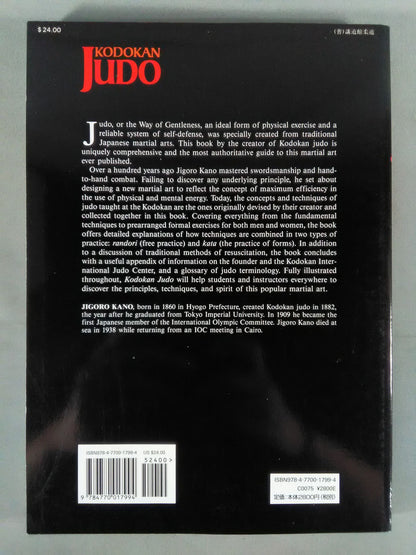 $24.00
(書)講道館柔道
KODOKAN
JUDO
Judo, or the Way of Gentleness, an ideal form of physical exercise and a
reliable system of self-defense, was specially created from traditional
Japanese martial arts. This book by the creator of Kodokan judo is
uniquely comprehensive and the most authoritative guide to this martial art
ever published.
Over a hundred years ago Jigoro Kano mastered swordsmanship and hand-
to-hand combat. Failing to discover any underlying principle, he set about
designing a new martial art to reflect the concept of maximum efficiency in
the use of physical and mental energy. Today, the concepts and techniques of
judo taught at the Kodokan are the ones originally devised by their creator and
collected together in this book. Covering everything from the fundamental
techniques to prearranged formal exercises for both men and women, the book
offers detailed explanations of how techniques are combined in two types of
practice: randori (free practice) and kata (the practice of forms). In addition
to a discussion of traditional methods of resuscitation, the book concludes
with a useful appendix of information on the founder and the Kodokan Inter-
national Judo Center, and a glossary of judo terminology. Fully illustrated
throughout, Kodokan Judo will help students and instructors everywhere to
discover the principles, techniques, and spirit of this popular martial art.
JIGORO KANO, born in 1860 in Hyogo Prefecture, created Kodokan judo in 1882,
the year after he graduated from Tokyo Imperial University. In 1909 he became the
first Japanese member of the International Olympic Committee. Jigoro Kano died at
sea in 1938 while returning from an IOC meeting in Cairo.
ISBN978-4-7700-1799-4 US $24.00
52400>
9 784770 017994
ISBN978-4-7700-1799-4
C0075 ¥2800E
定価:本体2800円(税別)